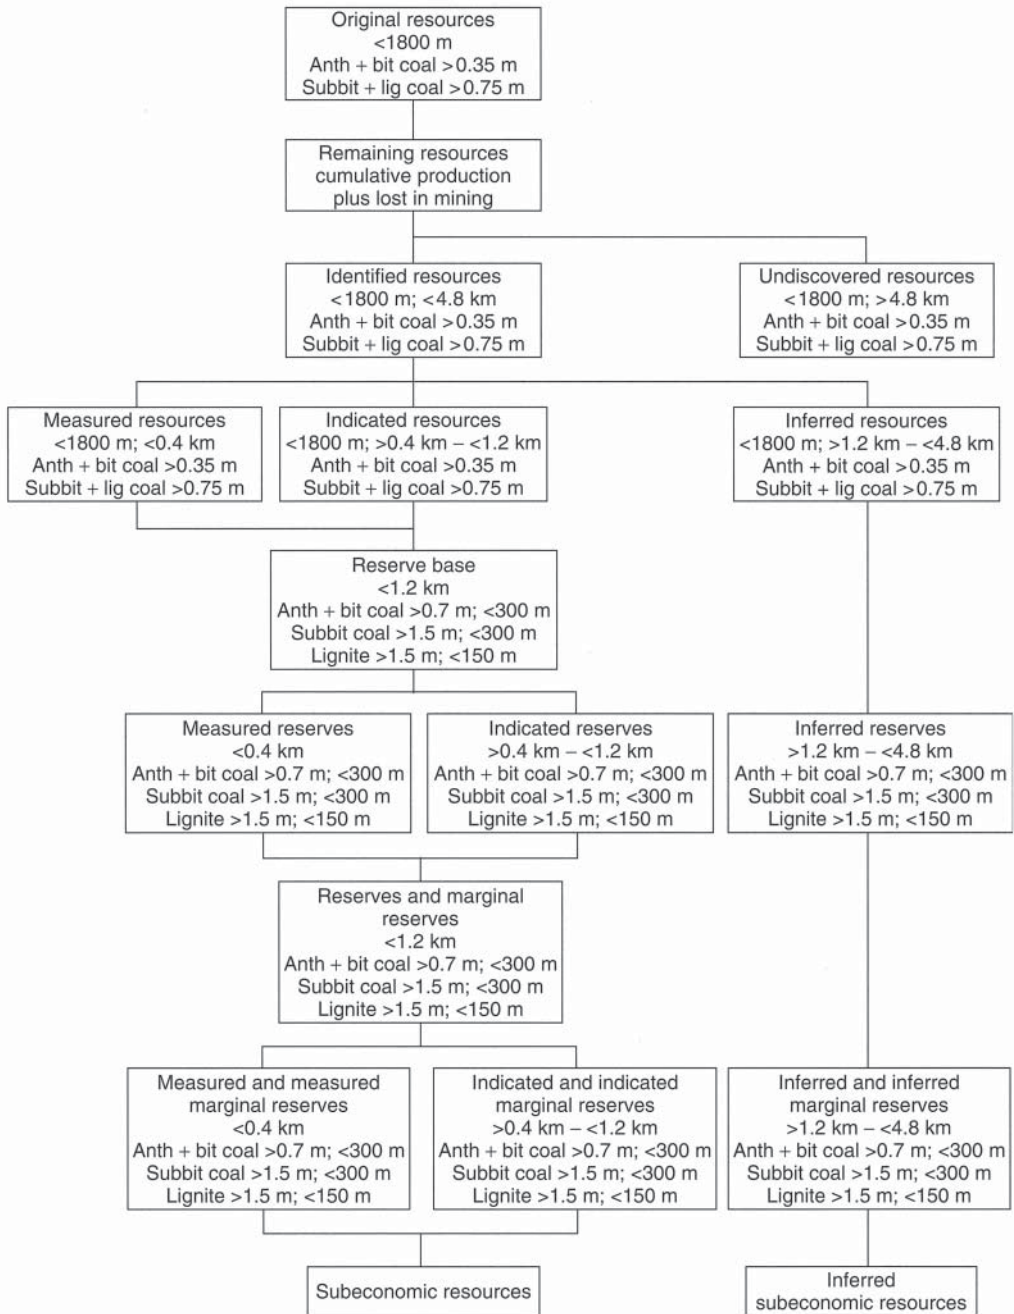 Original resources
<1800 m
Anth + bit coal >0.35 m
Subbit + lig coal >0.75 m
Remaining resources
cumulative production
plus lost in mining
Identified resources
<1800 m; <4.8 km
Anth + bit coal >0.35 m
Subbit + lig coal >0.75 m
Undiscovered resources
<1800 m; >4.8 km
Anth + bit coal >0.35 m
Subbit + lig coal >0.75 m
Measured resources
<1800 m; <0.4 km
Anth + bit coal >0.35 m
Subbit + lig coal >0.75 m
Indicated resources
<1800 m; >0.4 km – <1.2 km
Anth + bit coal >0.35 m
Subbit + lig coal >0.75 m
Inferred resources
<1800 m; >1.2 km – <4.8 km
Anth + bit coal >0.35 m
Subbit + lig coal >0.75 m
Reserve base
<1.2 km
Anth + bit coal >0.7 m; <300 m
Subbit coal >1.5 m; <300 m
Lignite >1.5 m; <150 m
Measured reserves
<0.4 km
Anth + bit coal >0.7 m; <300 m
Subbit coal >1.5 m; <300 m
Lignite >1.5 m; <150 m
Indicated reserves
>0.4 km – <1.2 km
Anth + bit coal >0.7 m; <300 m
Subbit coal >1.5 m; <300 m
Lignite >1.5 m; <150 m
Inferred reserves
>1.2 km – <4.8 km
Anth + bit coal >0.7 m; <300 m
Subbit coal >1.5 m; <300 m
Lignite >1.5 m; <150 m
Reserves and marginal
reserves
<1.2 km
Anth + bit coal >0.7 m; <300 m
Subbit coal >1.5 m; <300 m
Lignite >1.5 m; <150 m
Measured and measured
marginal reserves
<0.4 km
Anth + bit coal >0.7 m; <300 m
Subbit coal >1.5 m; <300 m
Lignite >1.5 m; <150 m
Indicated and indicated
marginal reserves
>0.4 km – <1.2 km
Anth + bit coal >0.7 m; <300 m
Subbit coal >1.5 m; <300 m
Lignite >1.5 m; <150 m
Inferred and inferred
marginal reserves
>1.2 km – <4.8 km
Anth + bit coal >0.7 m; <300 m
Subbit coal >1.5 m; <300 m
Lignite >1.5 m; <150 m
Subeconomic resources
Inferred
subeconomic resources